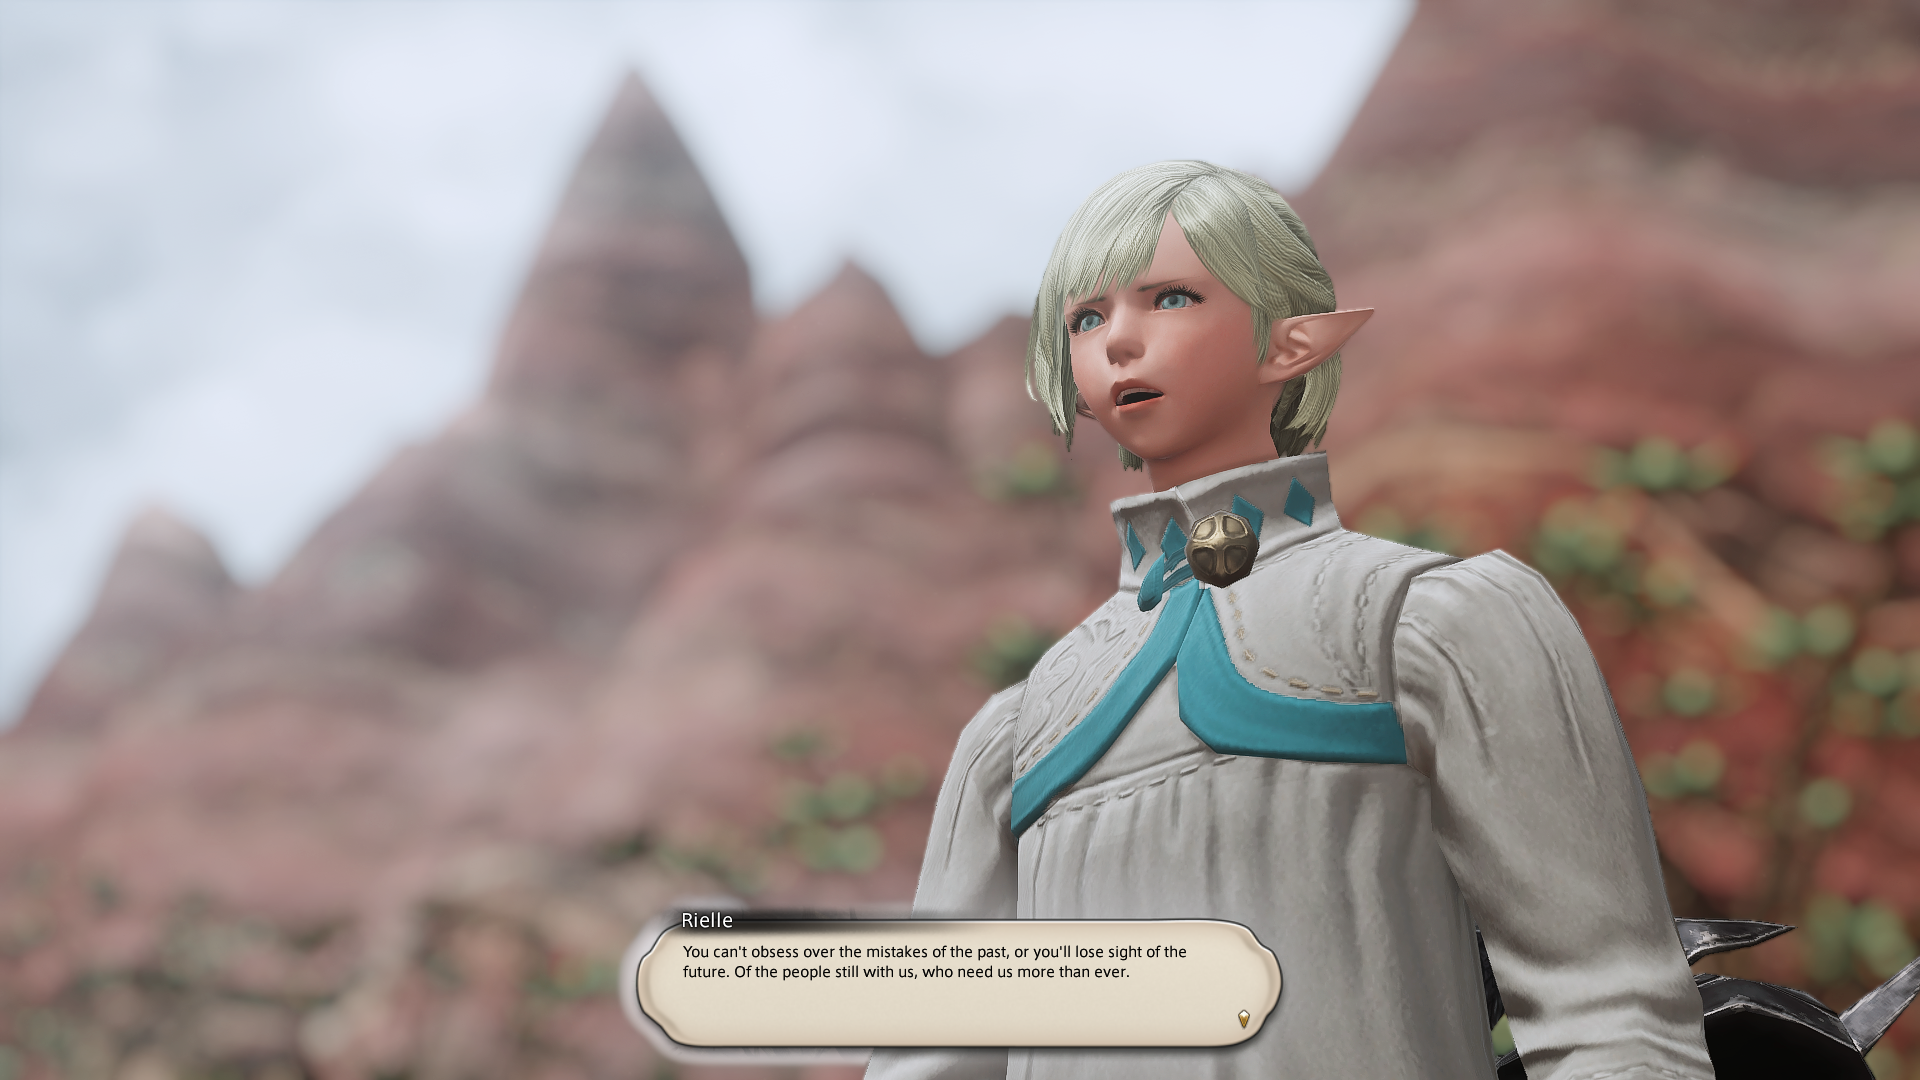 Rielle
You can't obsess over the mistakes of the past, or you'll lose sight of the
future. Of the people still with us, who need us more than ever.